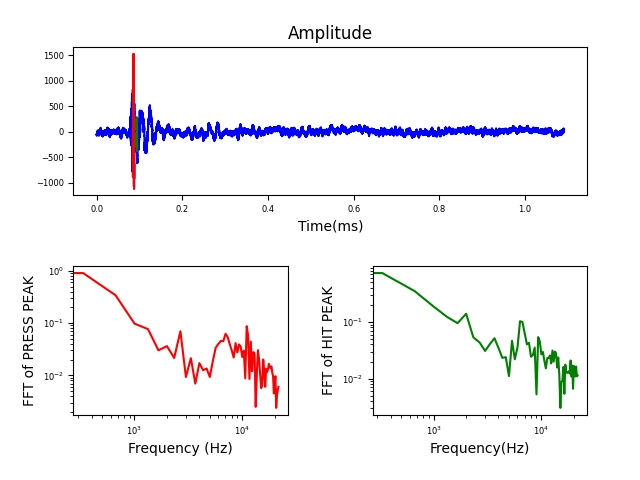 Amplitude
1500
1000
500
0
−500
−1000
0.0 0.2 0.4 0.6 0.8 1.0
Time(ms)
FFT of PRESS PEAK
10⁰
10⁻¹
10⁻²
10³ 10⁴
Frequency (Hz)
FFT of HIT PEAK
10⁻¹
10⁻²
10³ 10⁴
Frequency(Hz)